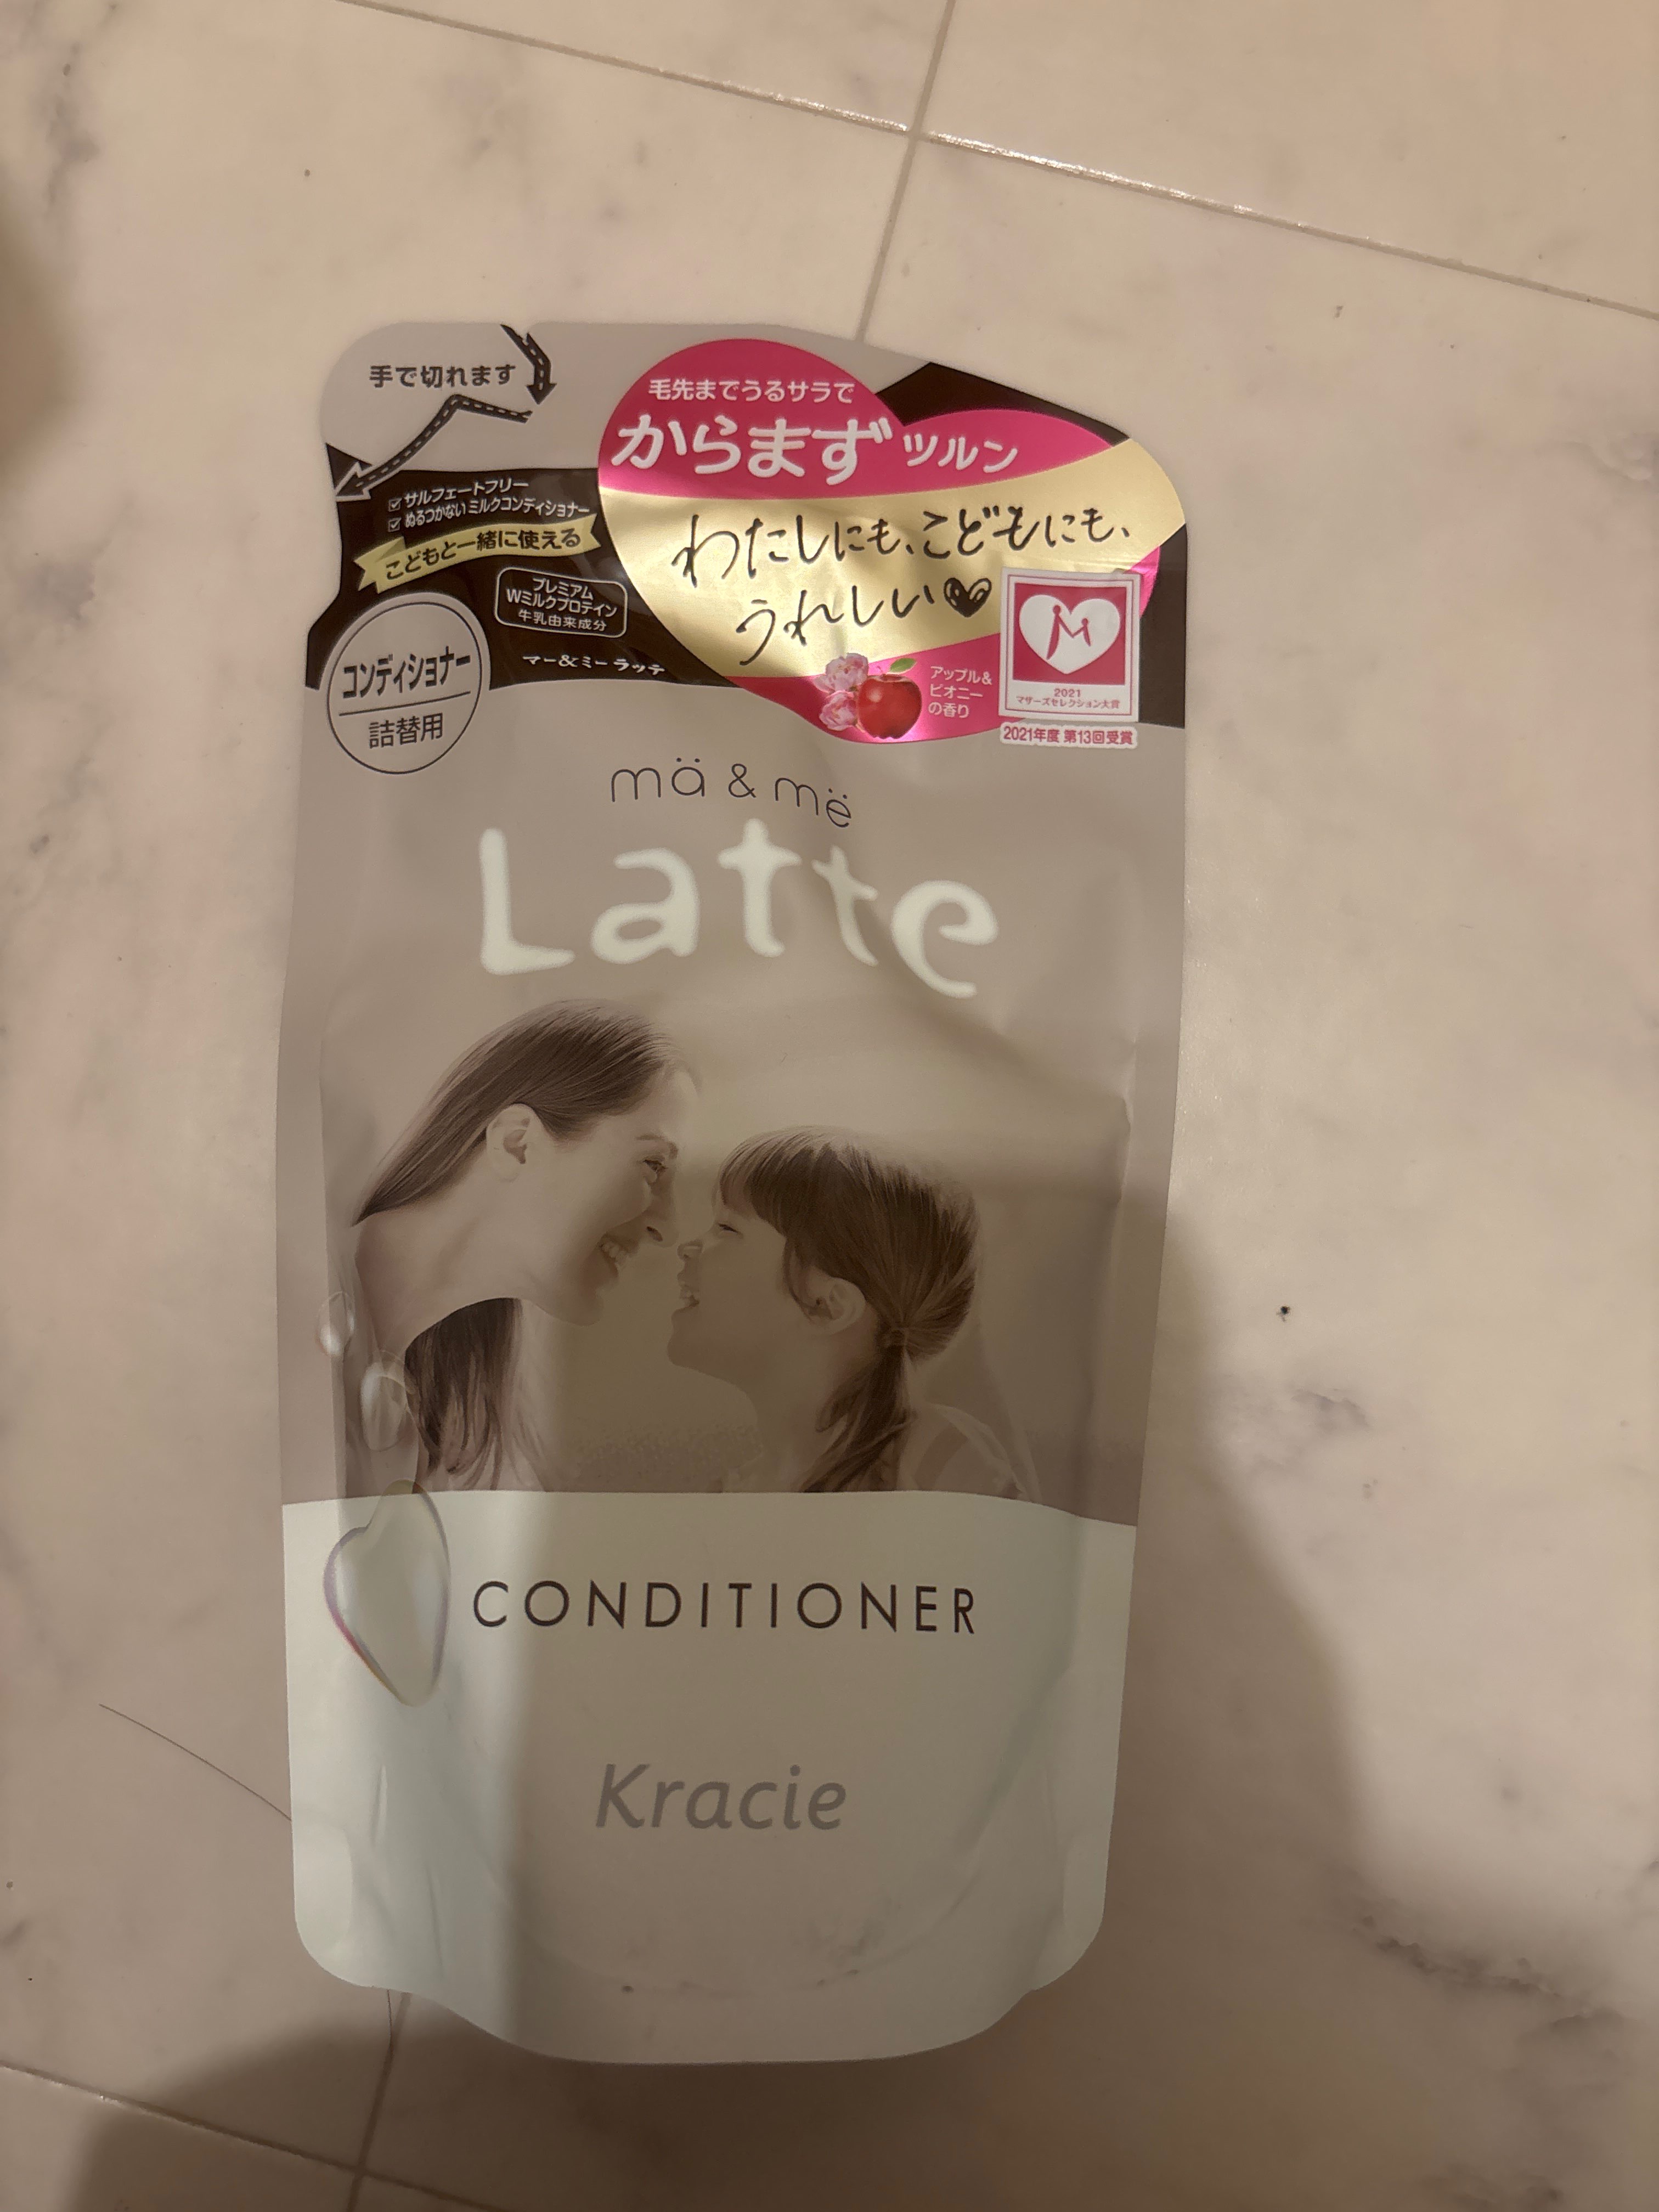 手で切れます
毛先までうるサラで
からまずツルン
サルフェートフリー
ぬるつかないミルクコンディショナー
こどもと一緒に使える
わたしにも、こどもにも、
うれしい
プレミアム
Wミルクプロテイン
牛乳由来成分
マー&ミー ラッテ
コンディショナー
詰替用
アップル&
ピオニー
の香り
2021
マザーズセレクション大賞
2021年度 第13回受賞
mä & më
Latte
CONDITIONER
Kracie